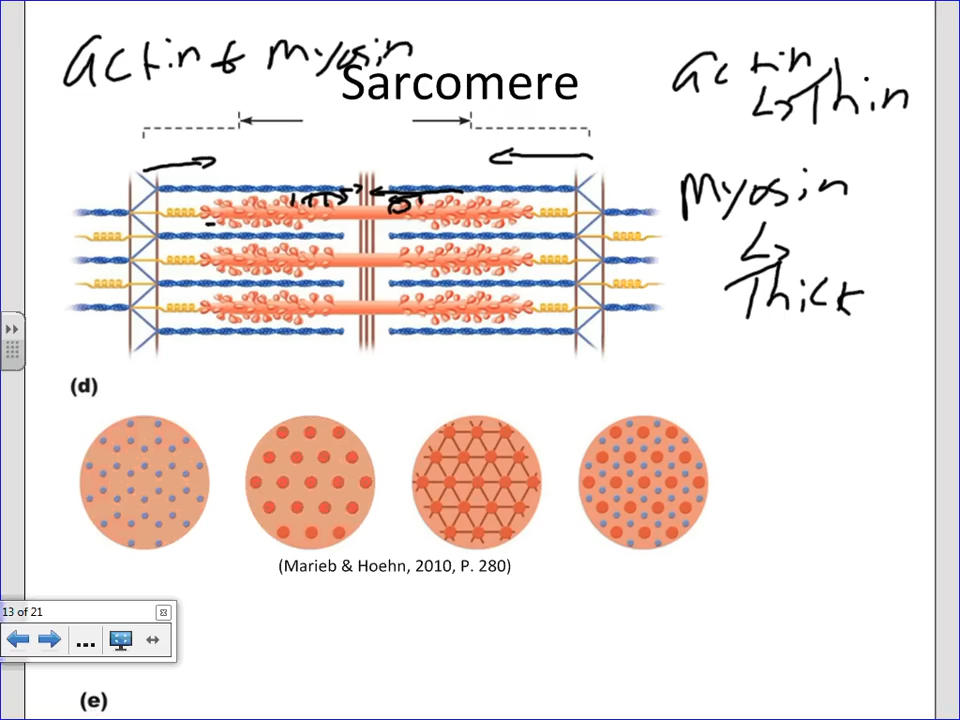 actin & myosin
Sarcomere
actin
↳ Thin
myosin
↳
Thick
(d)
(Marieb & Hoehn, 2010, P. 280)
13 of 21
...
(e)